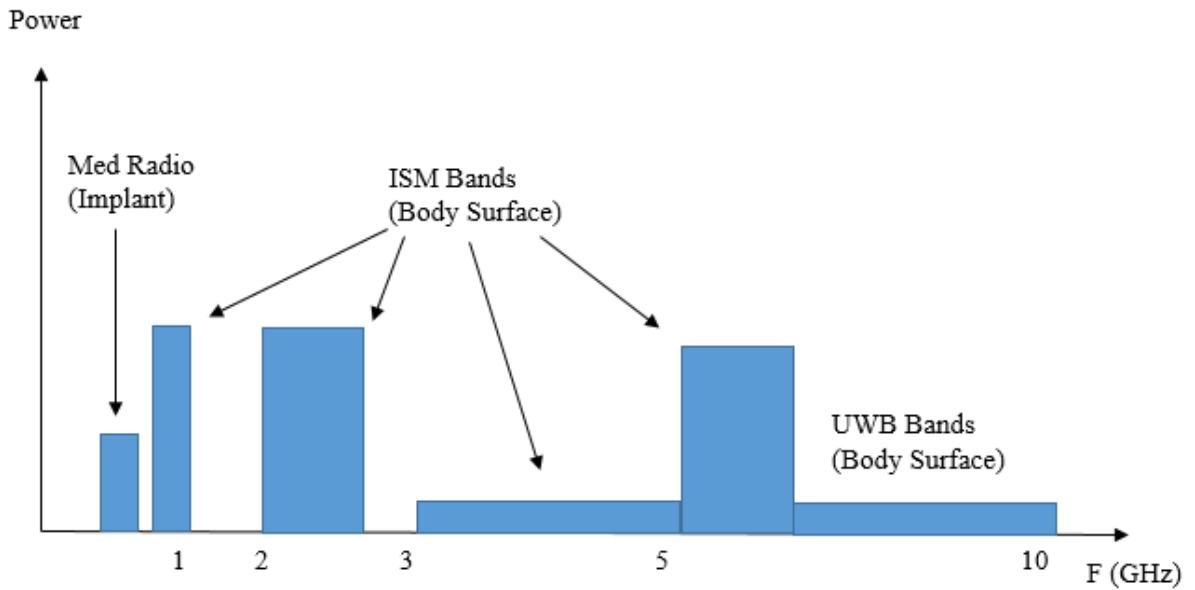 Power
Med Radio
(Implant)
ISM Bands
(Body Surface)
UWB Bands
(Body Surface)
1
2
3
5
10
F (GHz)